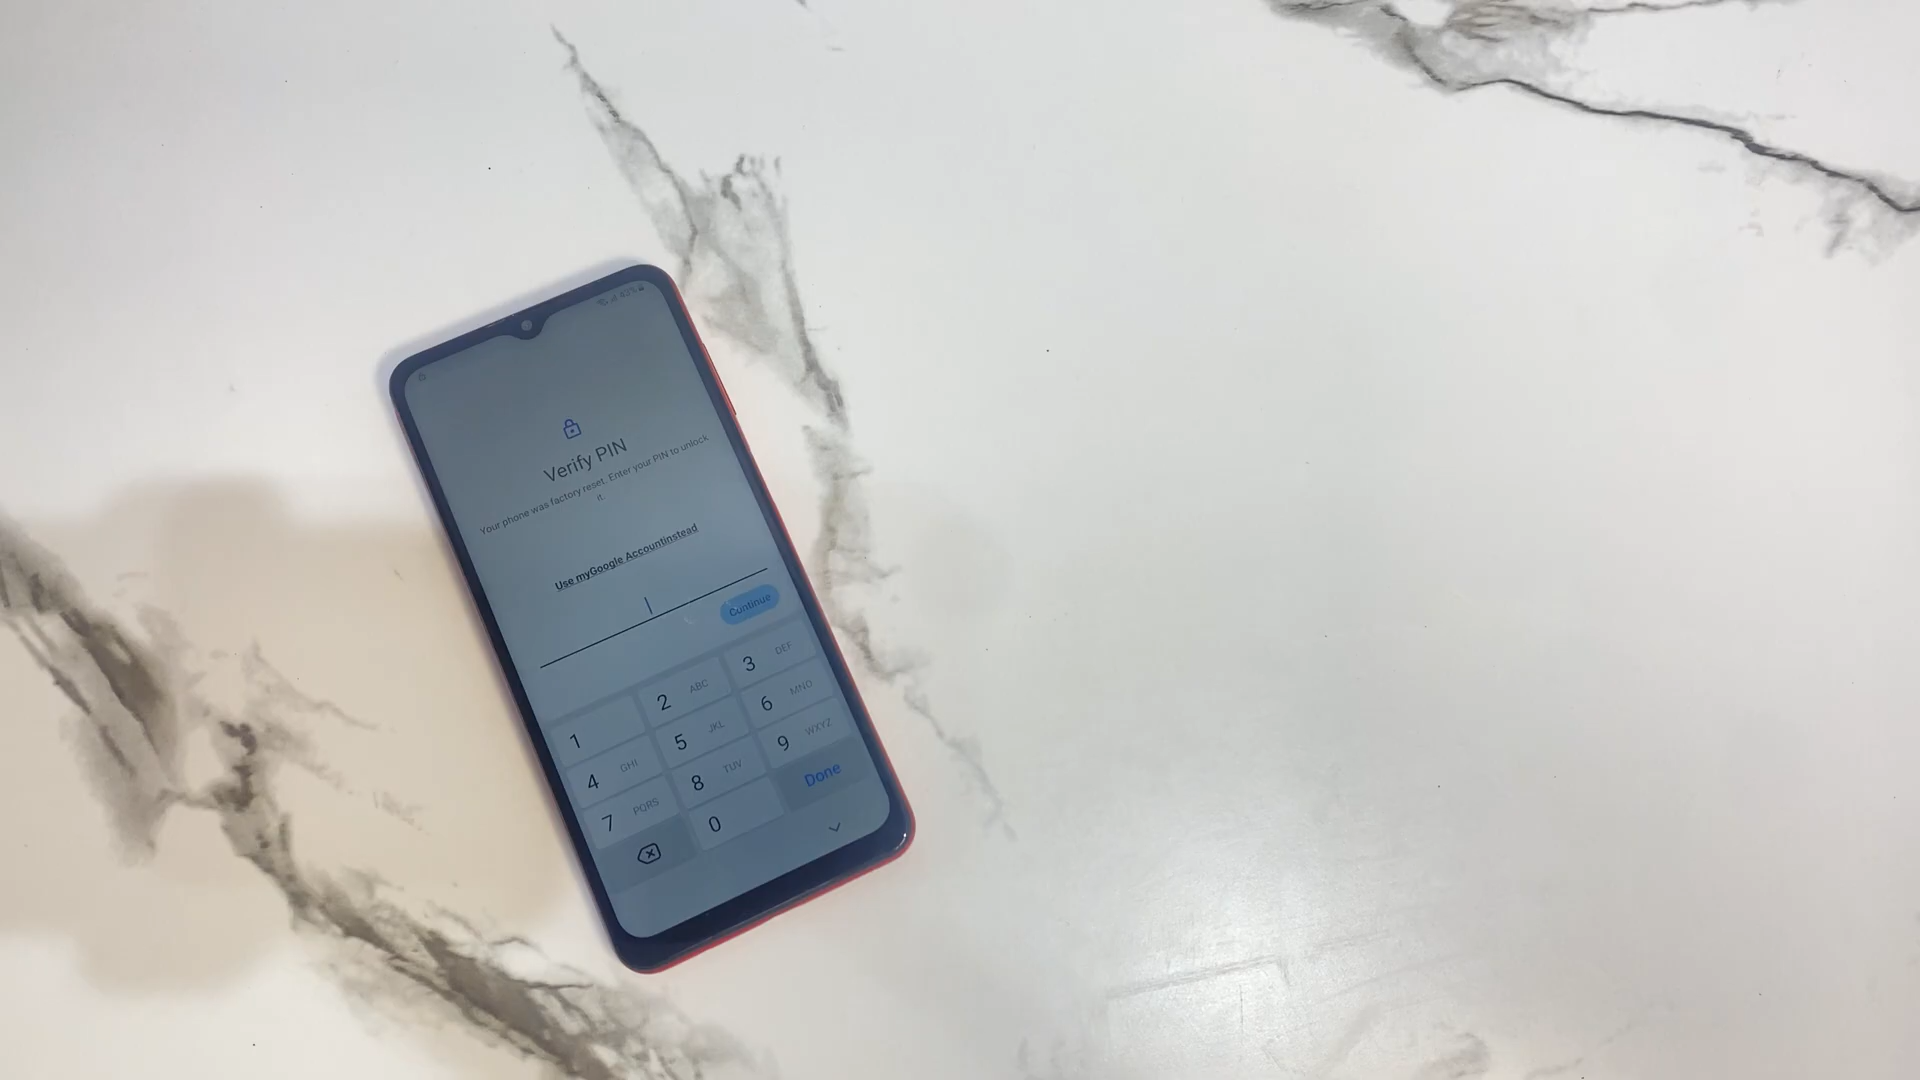 83%
Verify PIN
Your phone was factory reset. Enter your PIN to unlock
it.
Use myGoogle Accountinstead
Continue
1
2 ABC
3 DEF
4 GHI
5 JKL
6 MNO
7 PQRS
8 TUV
9 WXYZ
0
Done